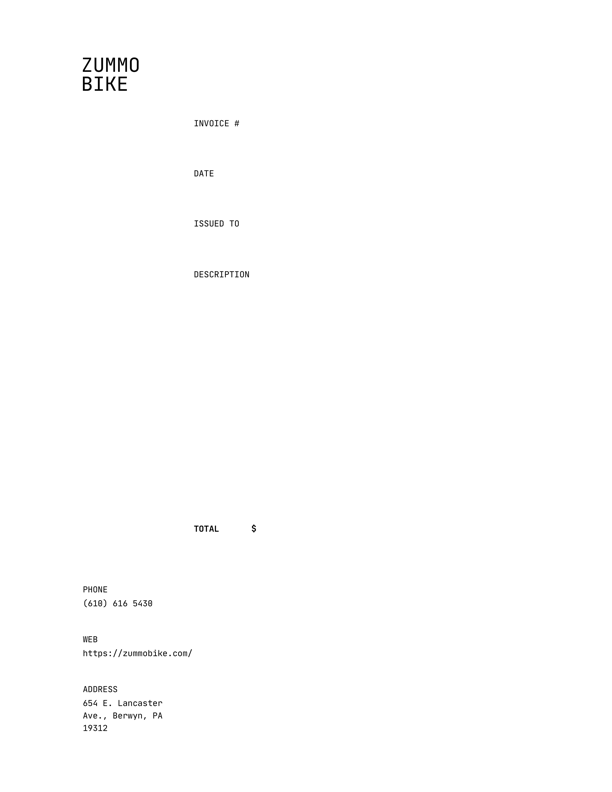 ZUMMO
BIKE
INVOICE #
DATE
ISSUED TO
DESCRIPTION
TOTAL $
PHONE
(610) 616 5430
WEB
https://zummobike.com/
ADDRESS
654 E. Lancaster
Ave., Berwyn, PA
19312